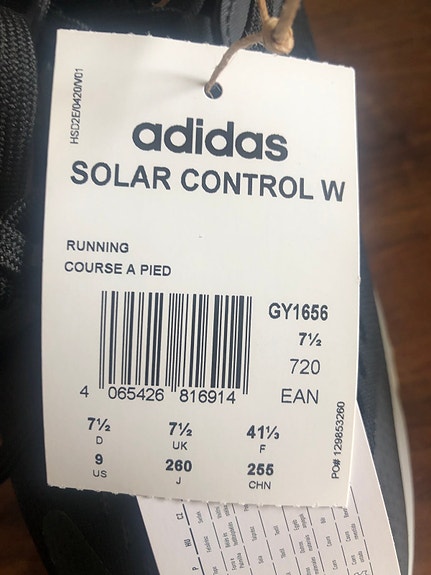 HSD2E/0420/V01
adidas
SOLAR CONTROL W
RUNNING
COURSE A PIED
GY1656
7½
720
EAN
4 065426 816914
7½ 7½ 41⅓
D UK F
9 260 255
US J CHN
PO# 129853260